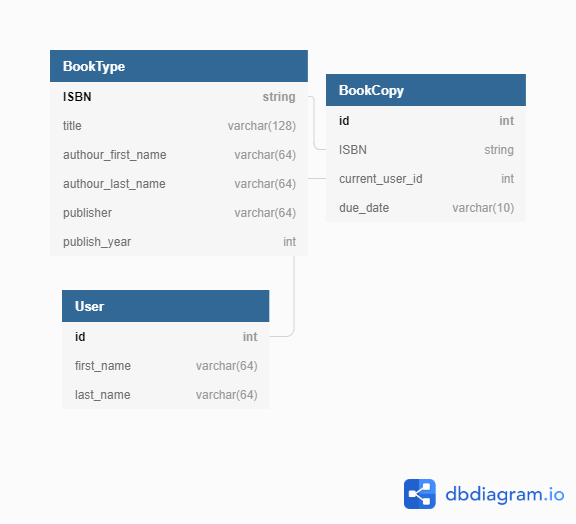 BookType
ISBN string
title varchar(128)
authour_first_name varchar(64)
authour_last_name varchar(64)
publisher varchar(64)
publish_year int
BookCopy
id int
ISBN string
current_user_id int
due_date varchar(10)
User
id int
first_name varchar(64)
last_name varchar(64)
dbdiagram.io